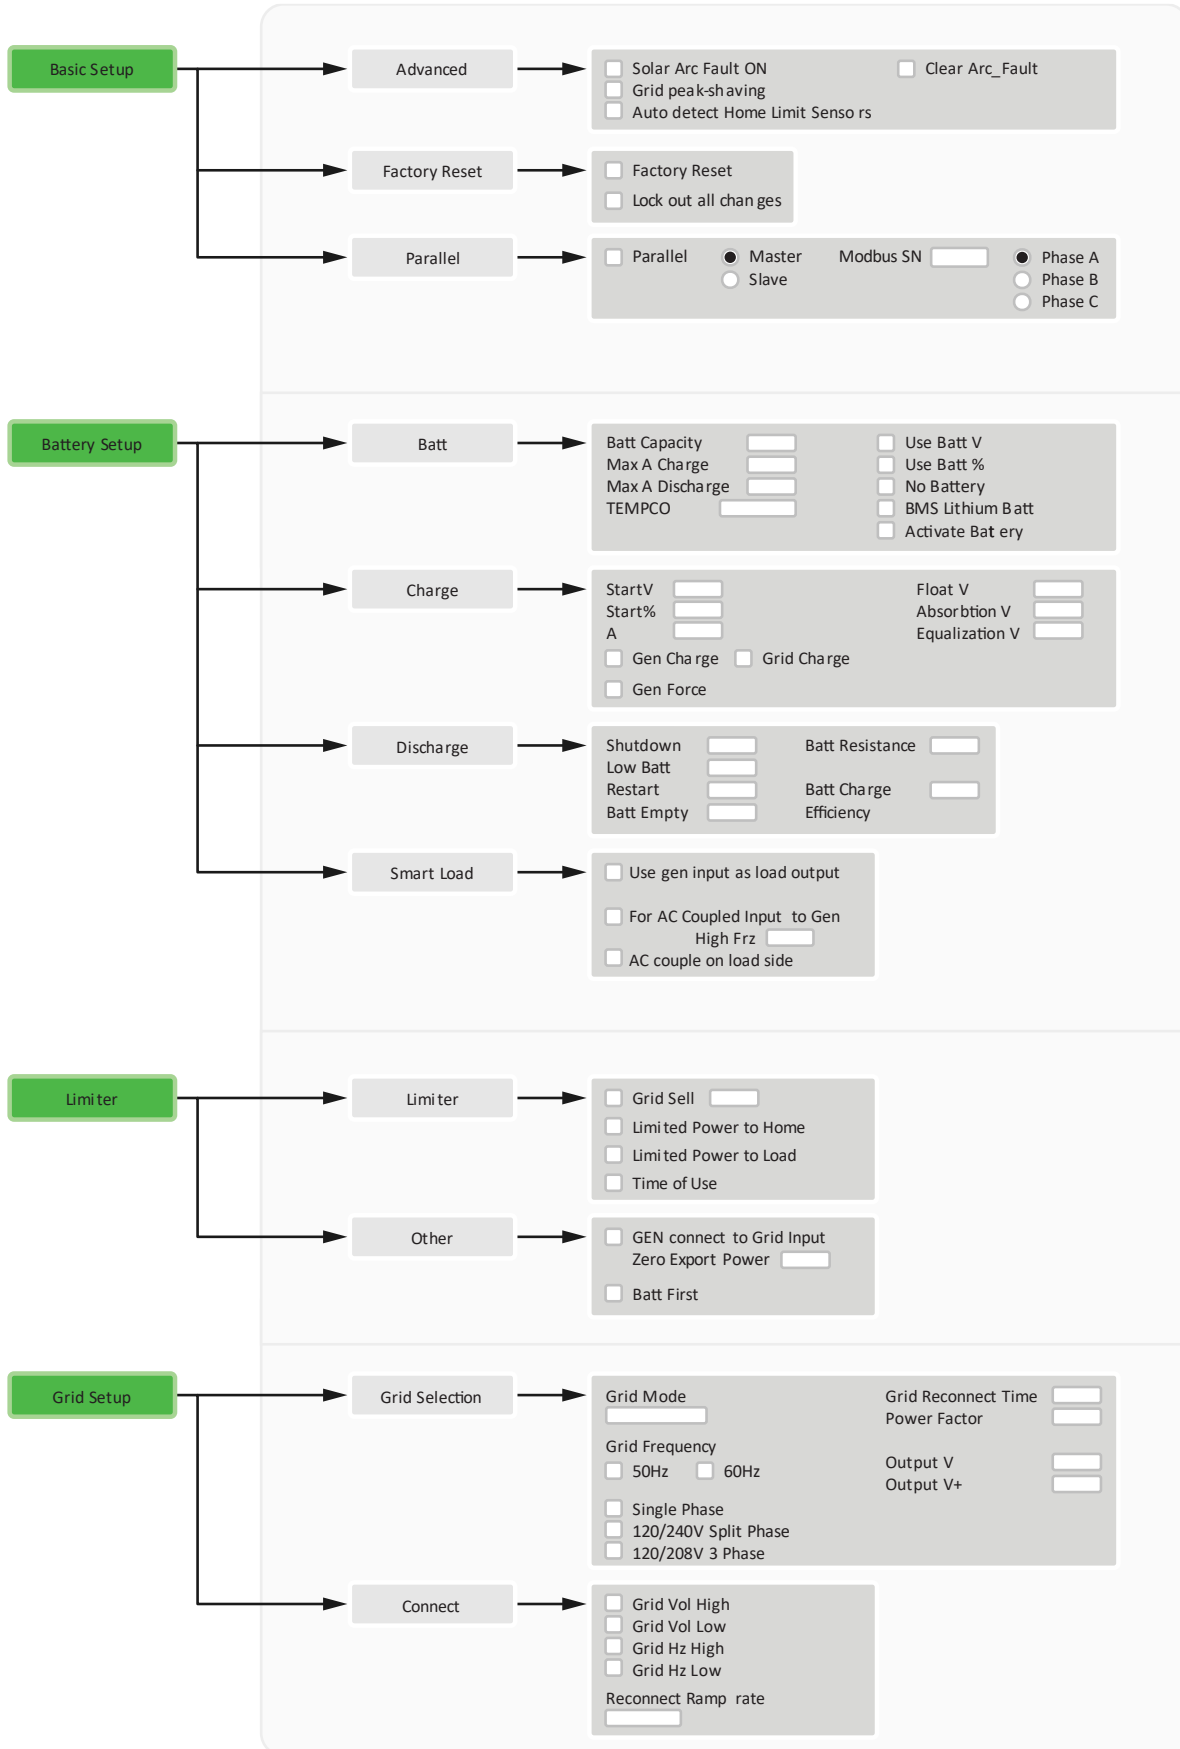 Basic Setup
Advanced
Solar Arc Fault ON
Clear Arc_Fault
Grid peak-shaving
Auto detect Home Limit Senso rs
Factory Reset
Factory Reset
Lock out all chan ges
Parallel
Parallel
Master
Modbus SN
Phase A
Slave
Phase B
Phase C
Battery Setup
Batt
Batt Capacity
Use Batt V
Max A Charge
Use Batt %
Max A Discharge
No Battery
TEMPCO
BMS Lithium Batt
Activate Bat ery
Charge
StartV
Float V
Start%
Absorbtion V
A
Equalization V
Gen Charge
Grid Charge
Gen Force
Discharge
Shutdown
Batt Resistance
Low Batt
Restart
Batt Charge
Batt Empty
Efficiency
Smart Load
Use gen input as load output
For AC Coupled Input to Gen
High Frz
AC couple on load side
Limiter
Limiter
Grid Sell
Limited Power to Home
Limited Power to Load
Time of Use
Other
GEN connect to Grid Input
Zero Export Power
Batt First
Grid Setup
Grid Selection
Grid Mode
Grid Reconnect Time
Power Factor
Grid Frequency
50Hz
60Hz
Output V
Output V+
Single Phase
120/240V Split Phase
120/208V 3 Phase
Connect
Grid Vol High
Grid Vol Low
Grid Hz High
Grid Hz Low
Reconnect Ramp rate